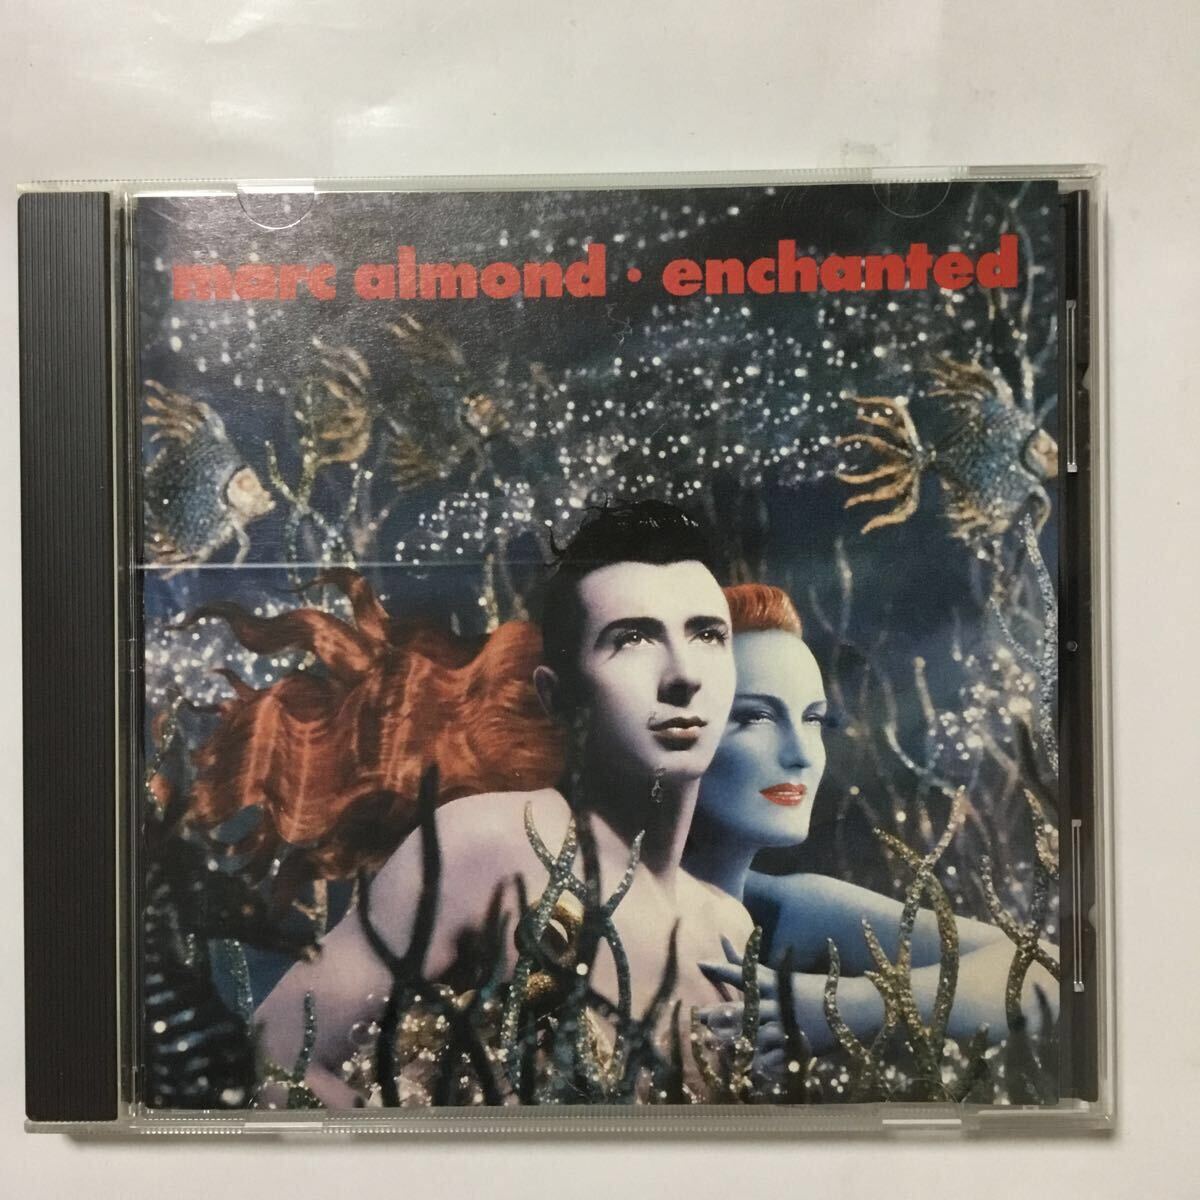 marc almond · enchanted